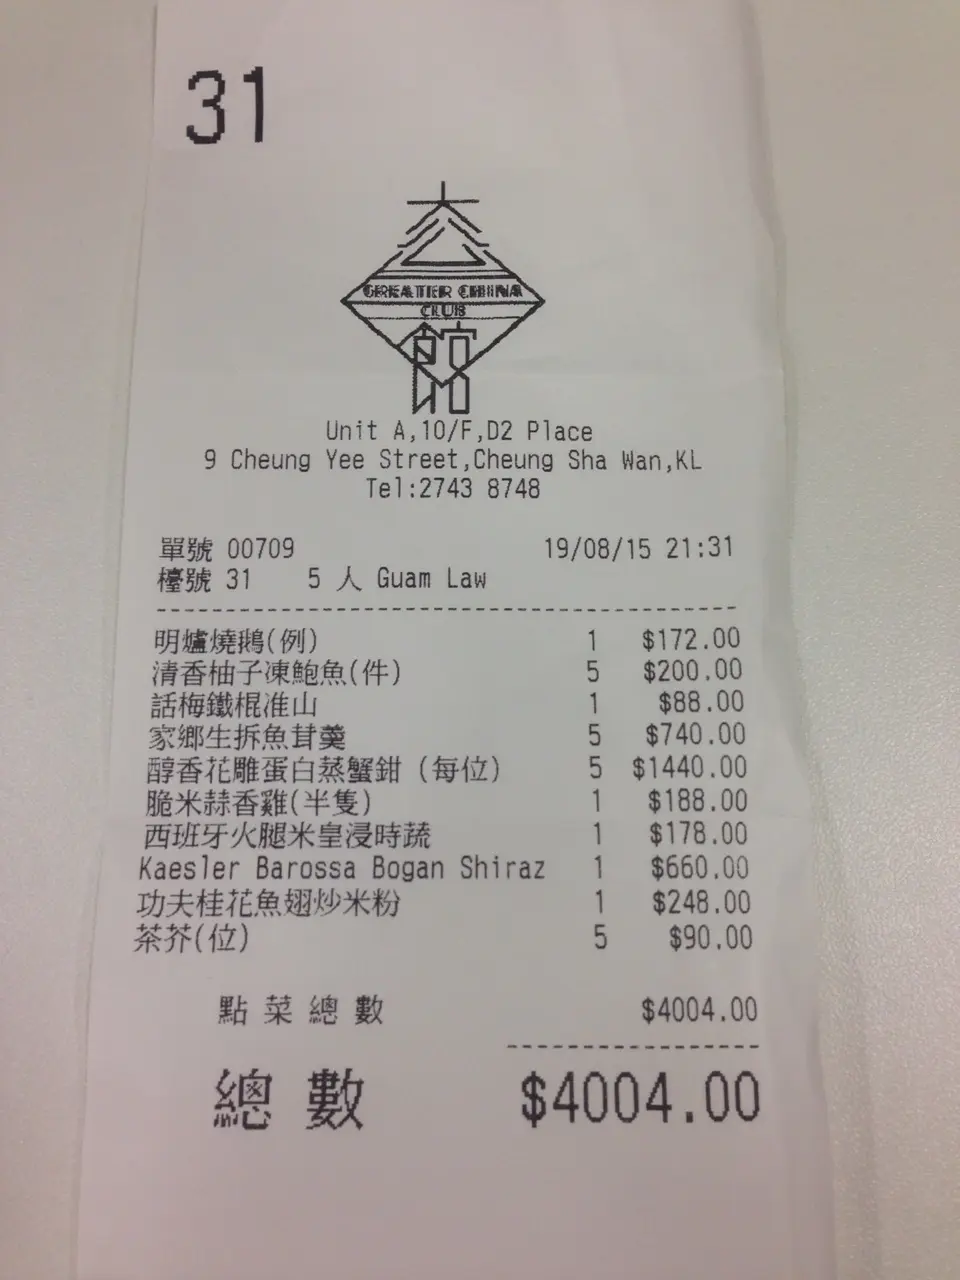 31
大
GREATER CHINA
CLUB
館
Unit A,10/F,D2 Place
9 Cheung Yee Street,Cheung Sha Wan,KL
Tel:2743 8748
單號 00709 19/08/15 21:31
檯號 31 5 人 Guam Law
明爐燒鵝(例) 1 $172.00
清香柚子凍鮑魚(件) 5 $200.00
話梅鐵棍淮山 1 $88.00
家鄉生拆魚茸羹 5 $740.00
醇香花雕蛋白蒸蟹鉗 (每位) 5 $1440.00
脆米蒜香雞(半隻) 1 $188.00
西班牙火腿米皇浸時蔬 1 $178.00
Kaesler Barossa Bogan Shiraz 1 $660.00
功夫桂花魚翅炒米粉 1 $248.00
茶芥(位) 5 $90.00
點菜總數 $4004.00
總數 $4004.00